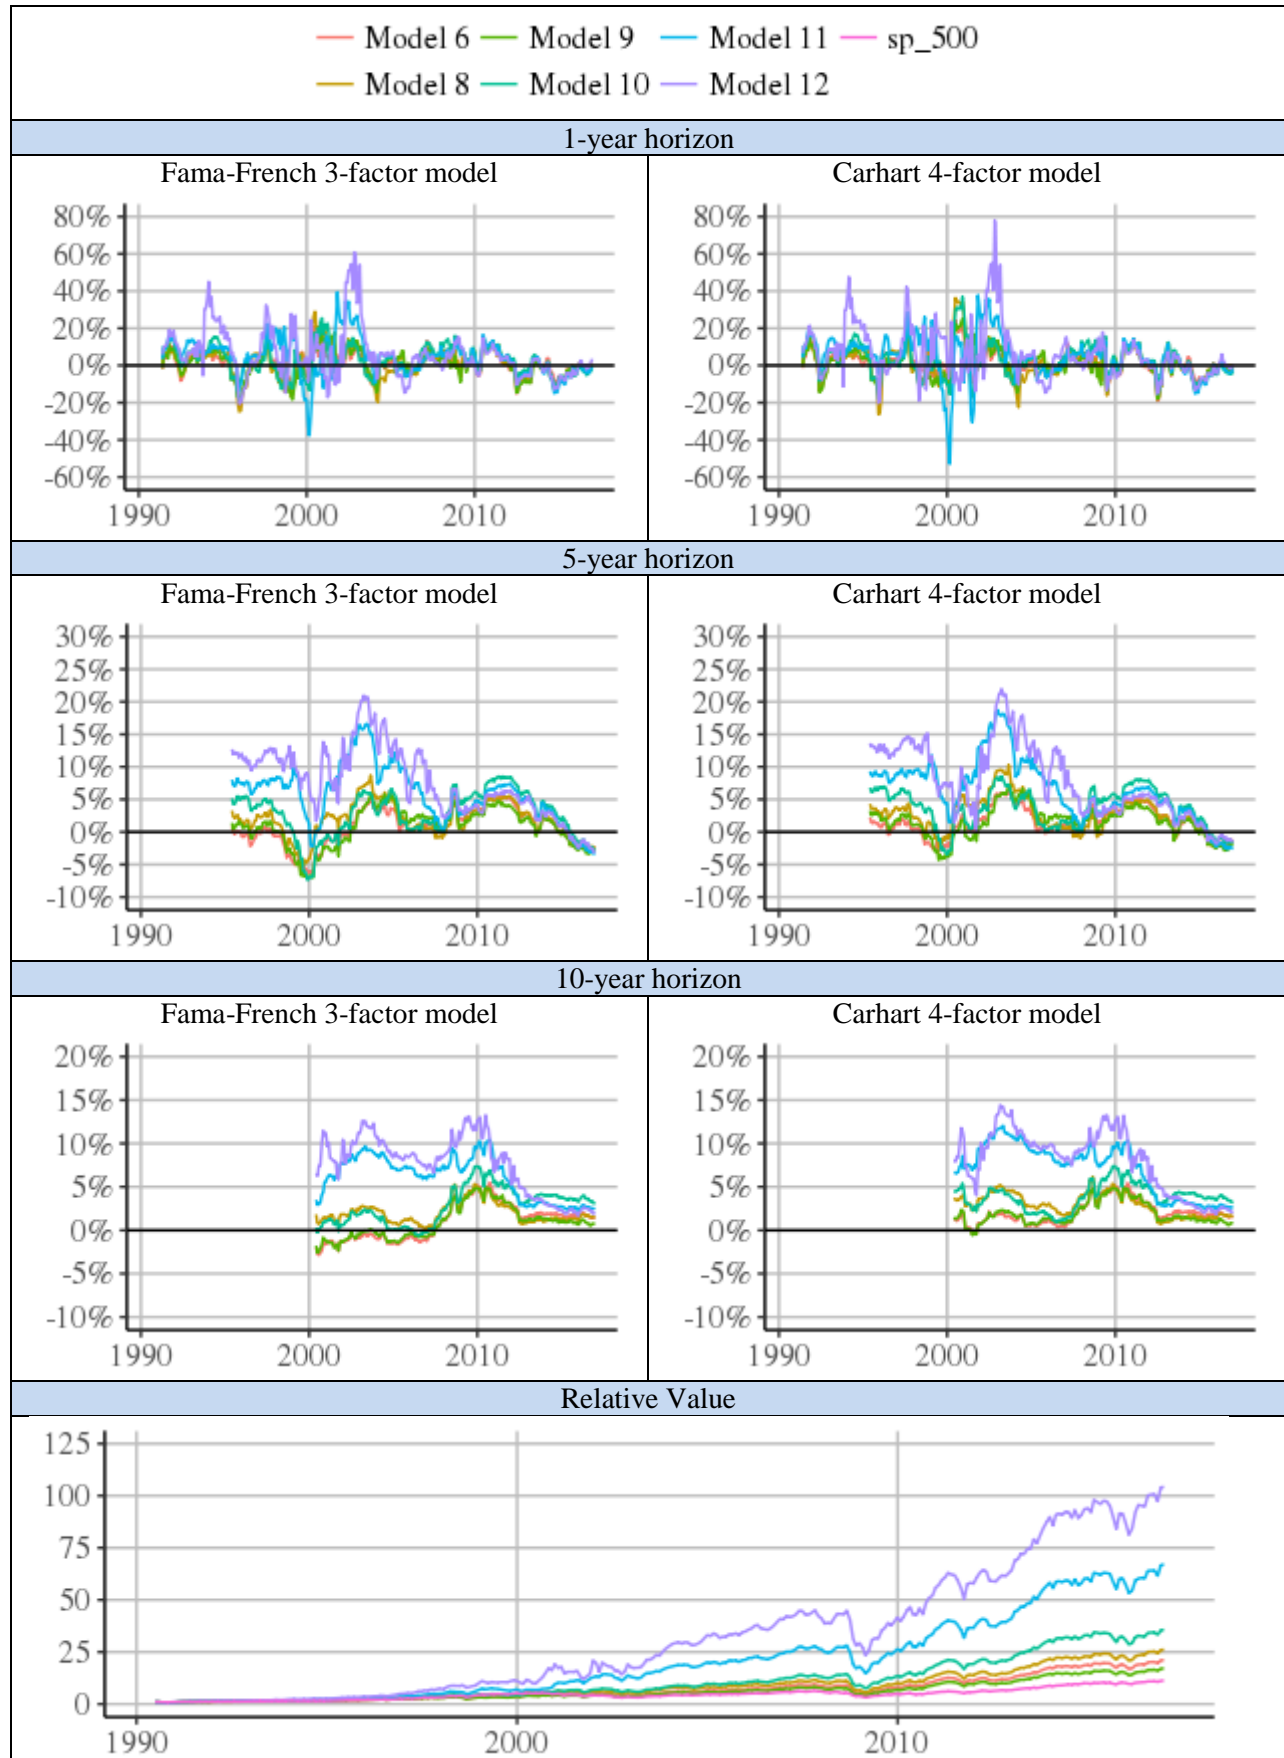 Model 6 Model 9 Model 11 sp_500
Model 8 Model 10 Model 12
1-year horizon
Fama-French 3-factor model
Carhart 4-factor model
80%
60%
40%
20%
0%
-20%
-40%
-60%
1990 2000 2010
80%
60%
40%
20%
0%
-20%
-40%
-60%
1990 2000 2010
5-year horizon
Fama-French 3-factor model
Carhart 4-factor model
30%
25%
20%
15%
10%
5%
0%
-5%
-10%
1990 2000 2010
30%
25%
20%
15%
10%
5%
0%
-5%
-10%
1990 2000 2010
10-year horizon
Fama-French 3-factor model
Carhart 4-factor model
20%
15%
10%
5%
0%
-5%
-10%
1990 2000 2010
20%
15%
10%
5%
0%
-5%
-10%
1990 2000 2010
Relative Value
125
100
75
50
25
0
1990 2000 2010